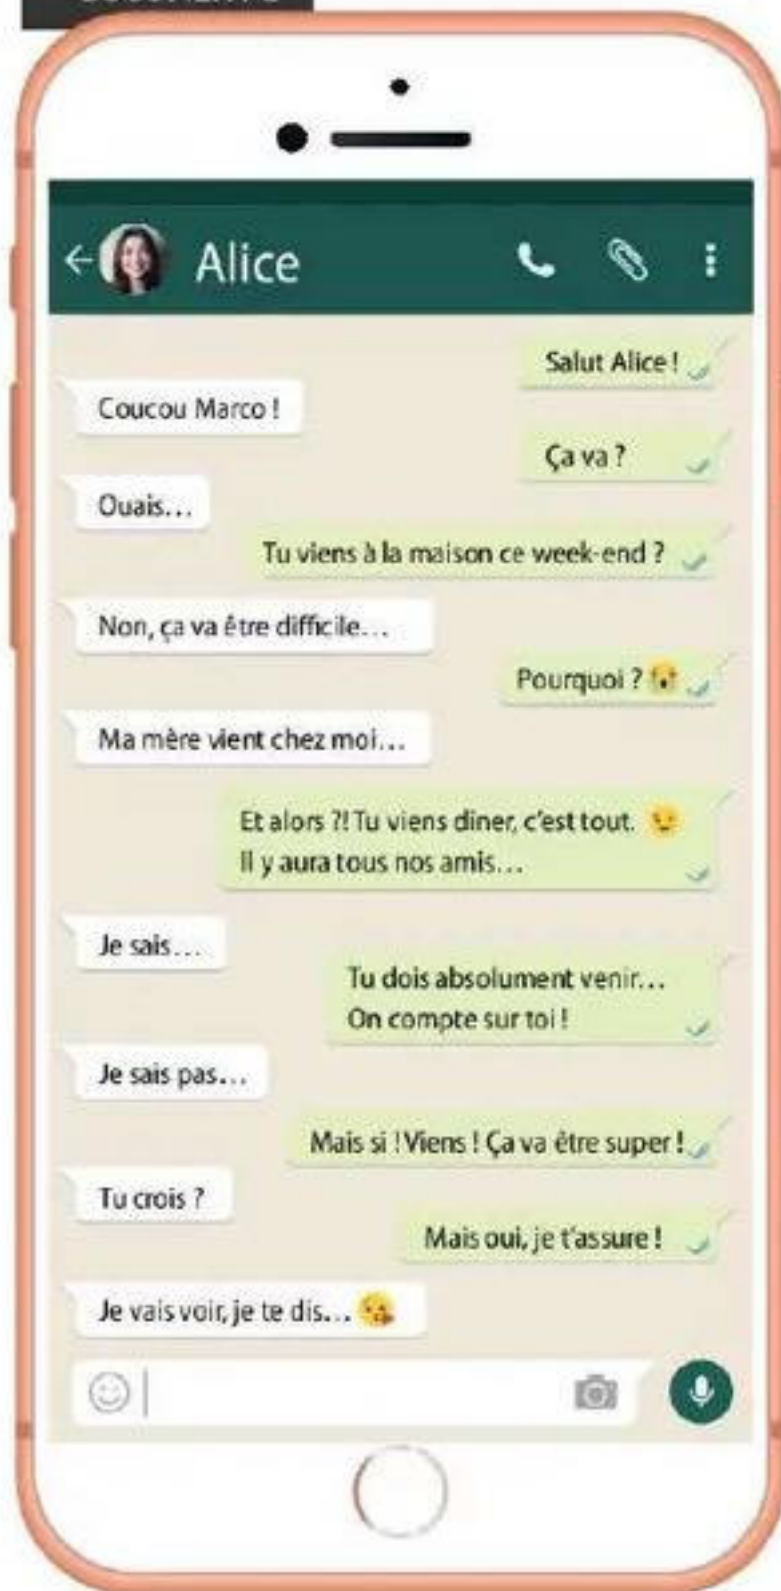 Alice
Salut Alice !
Coucou Marco !
Ça va ?
Ouais...
Tu viens à la maison ce week-end ?
Non, ça va être difficile...
Pourquoi ?
Ma mère vient chez moi...
Et alors ?! Tu viens diner, c'est tout.
Il y aura tous nos amis...
Je sais...
Tu dois absolument venir...
On compte sur toi !
Je sais pas...
Mais si ! Viens ! Ça va être super !
Tu crois ?
Mais oui, je t'assure !
Je vais voir, je te dis...